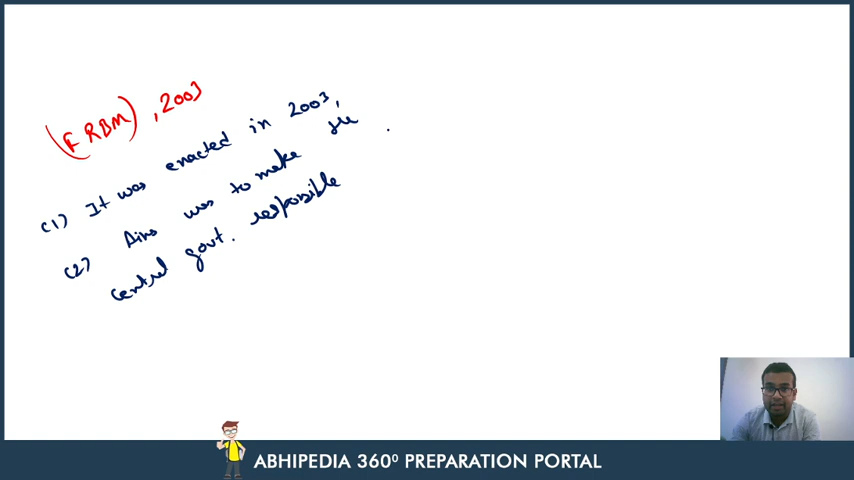 (FRBM), 2003
(1) It was enacted in 2003,
(2) Aim was to make the
central govt. responsible
ABHIPEDIA 360⁰ PREPARATION PORTAL